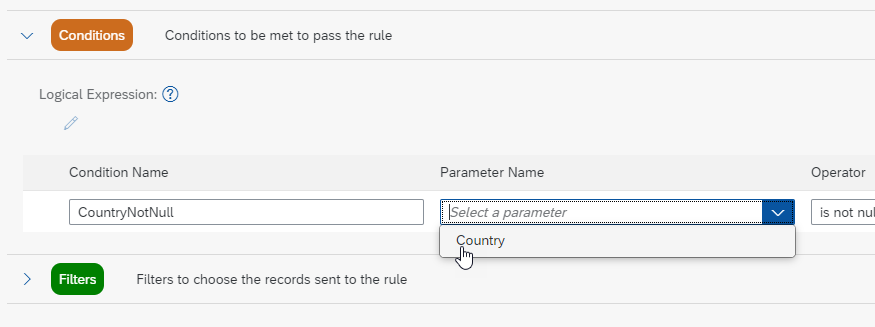 Conditions Conditions to be met to pass the rule
Logical Expression: ?
Condition Name Parameter Name Operator
CountryNotNull Select a parameter is not nul
Country
Filters Filters to choose the records sent to the rule